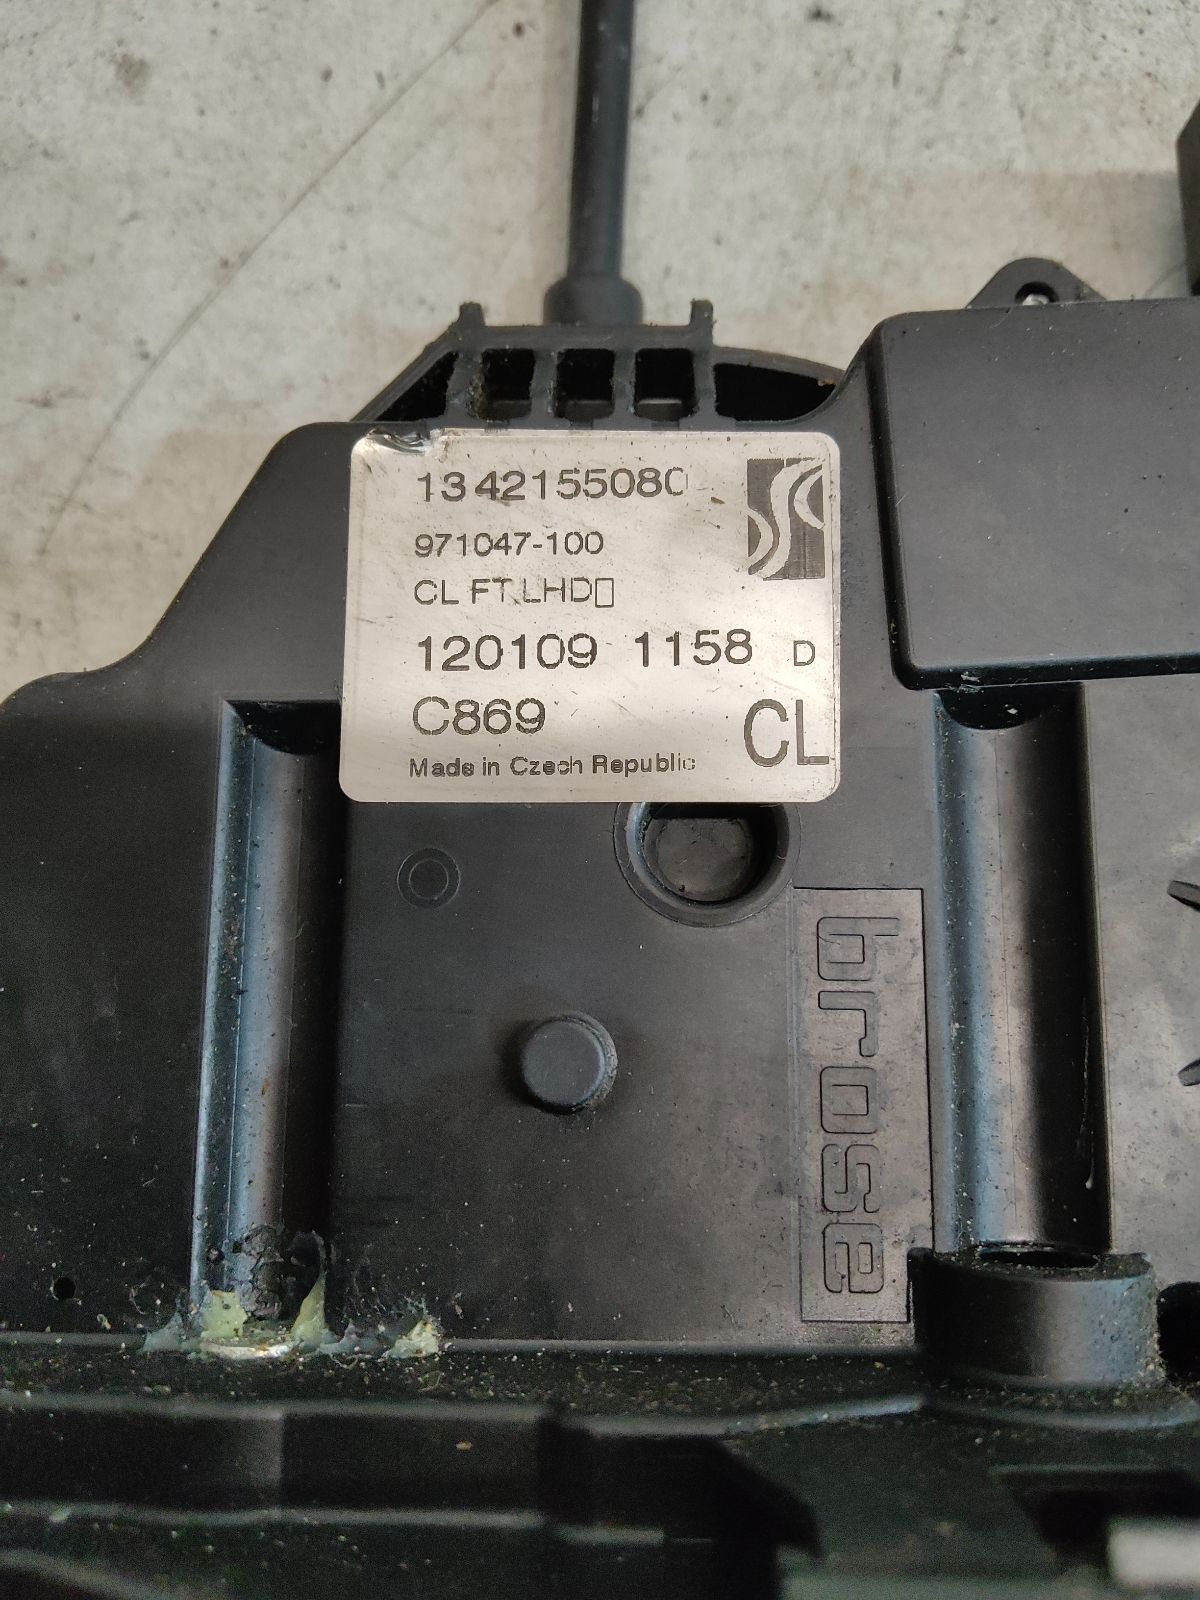 1342155080
971047-100
CL FT LHD▯
120109 1158 D
C869 CL
Made in Czech Republic
brose